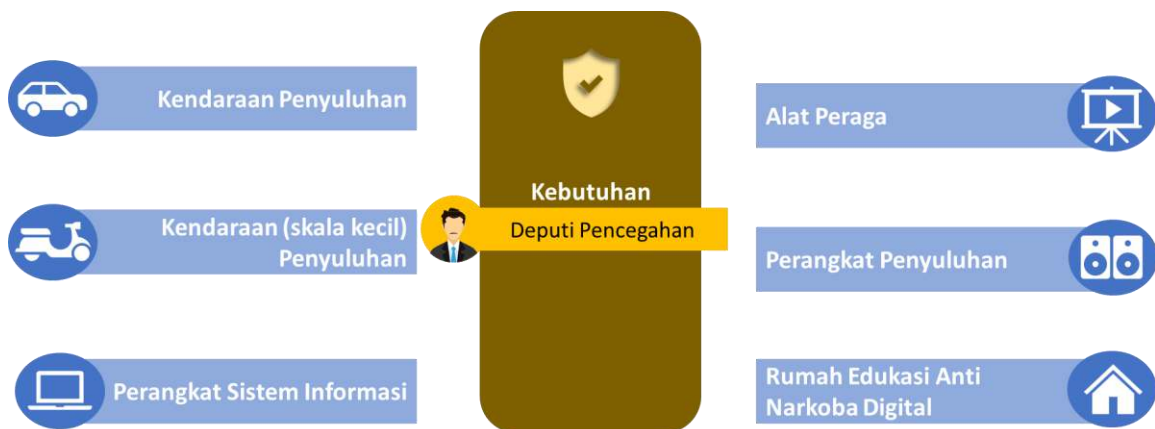 Kendaraan Penyuluhan
Kendaraan (skala kecil)
Penyuluhan
Perangkat Sistem Informasi
Kebutuhan
Deputi Pencegahan
Alat Peraga
Perangkat Penyuluhan
Rumah Edukasi Anti
Narkoba Digital